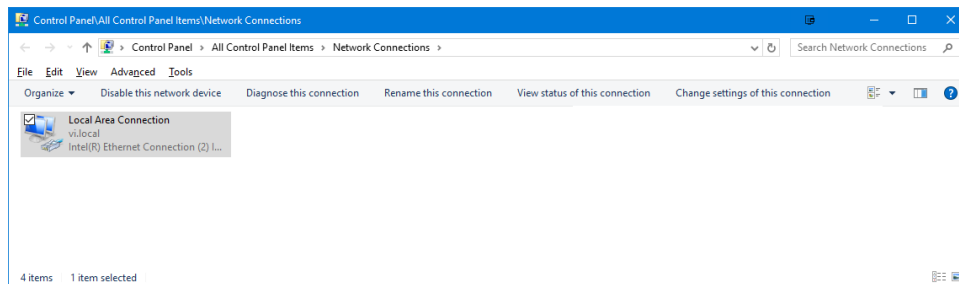 Control Panel\All Control Panel Items\Network Connections
Control Panel > All Control Panel Items > Network Connections >
Search Network Connections
File Edit View Advanced Tools
Organize Disable this network device Diagnose this connection Rename this connection View status of this connection Change settings of this connection
Local Area Connection
vi.local
Intel(R) Ethernet Connection (2) I...
4 items 1 item selected